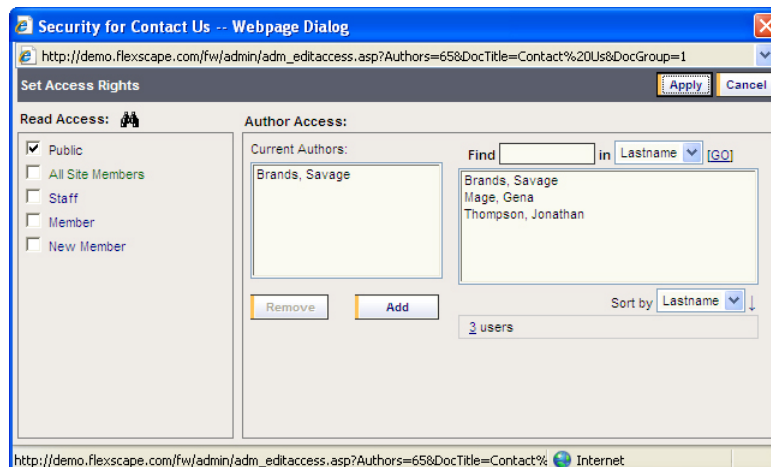 Security for Contact Us -- Webpage Dialog
http://demo.flexscape.com/fw/admin/adm_editaccess.asp?Authors=65&DocTitle=Contact%20Us&DocGroup=1
Set Access Rights
Apply
Cancel
Read Access:
Public
All Site Members
Staff
Member
New Member
Author Access:
Current Authors:
Brands, Savage
Remove
Add
Find
in
Lastname
[GO]
Brands, Savage
Mage, Gena
Thompson, Jonathan
Sort by
Lastname
3 users
http://demo.flexscape.com/fw/admin/adm_editaccess.asp?Authors=65&DocTitle=Contact%
Internet